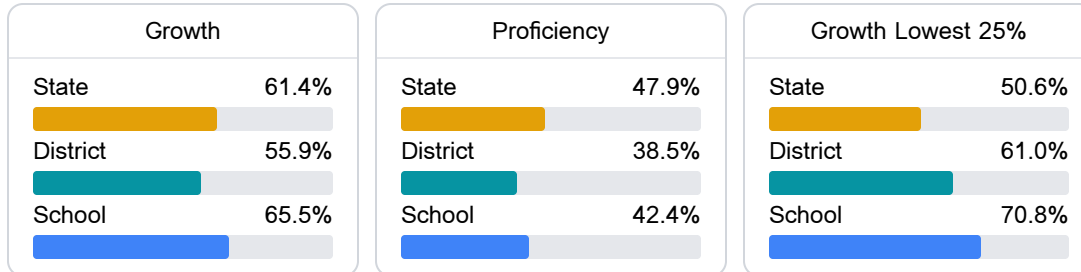 Growth
State 61.4%
District 55.9%
School 65.5%
Proficiency
State 47.9%
District 38.5%
School 42.4%
Growth Lowest 25%
State 50.6%
District 61.0%
School 70.8%